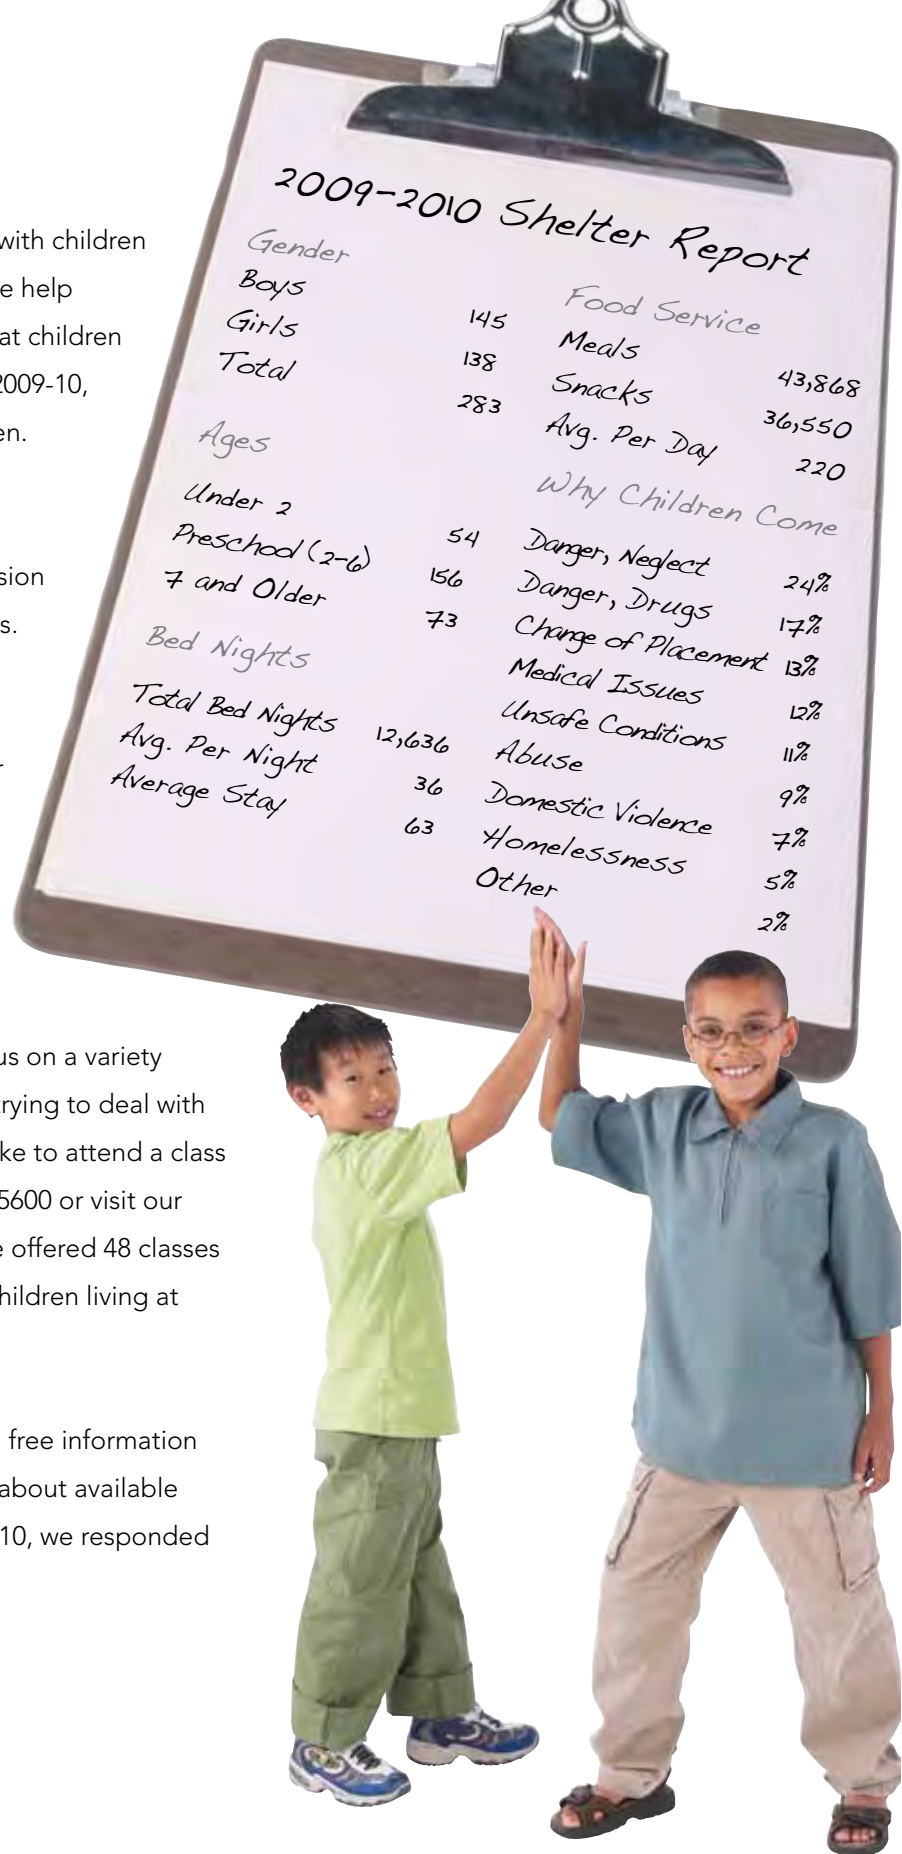 2009-2010 Shelter Report
Gender
Boys 145
Girls 138
Total 283
Ages
Under 2 54
Preschool (2-6) 156
7 and Older 73
Bed Nights
Total Bed Nights 12,636
Avg. Per Night 36
Average Stay 63
Food Service
Meals 43,868
Snacks 36,550
Avg. Per Day 220
Why Children Come
Danger, Neglect 24%
Danger, Drugs 17%
Change of Placement 13%
Medical Issues 12%
Unsafe Conditions 11%
Abuse 9%
Domestic Violence 7%
Homelessness 5%
Other 2%
with children
e help
at children
2009-10,
en.
sion
s.
us on a variety
trying to deal with
ke to attend a class
5600 or visit our
e offered 48 classes
hildren living at
free information
about available
10, we responded